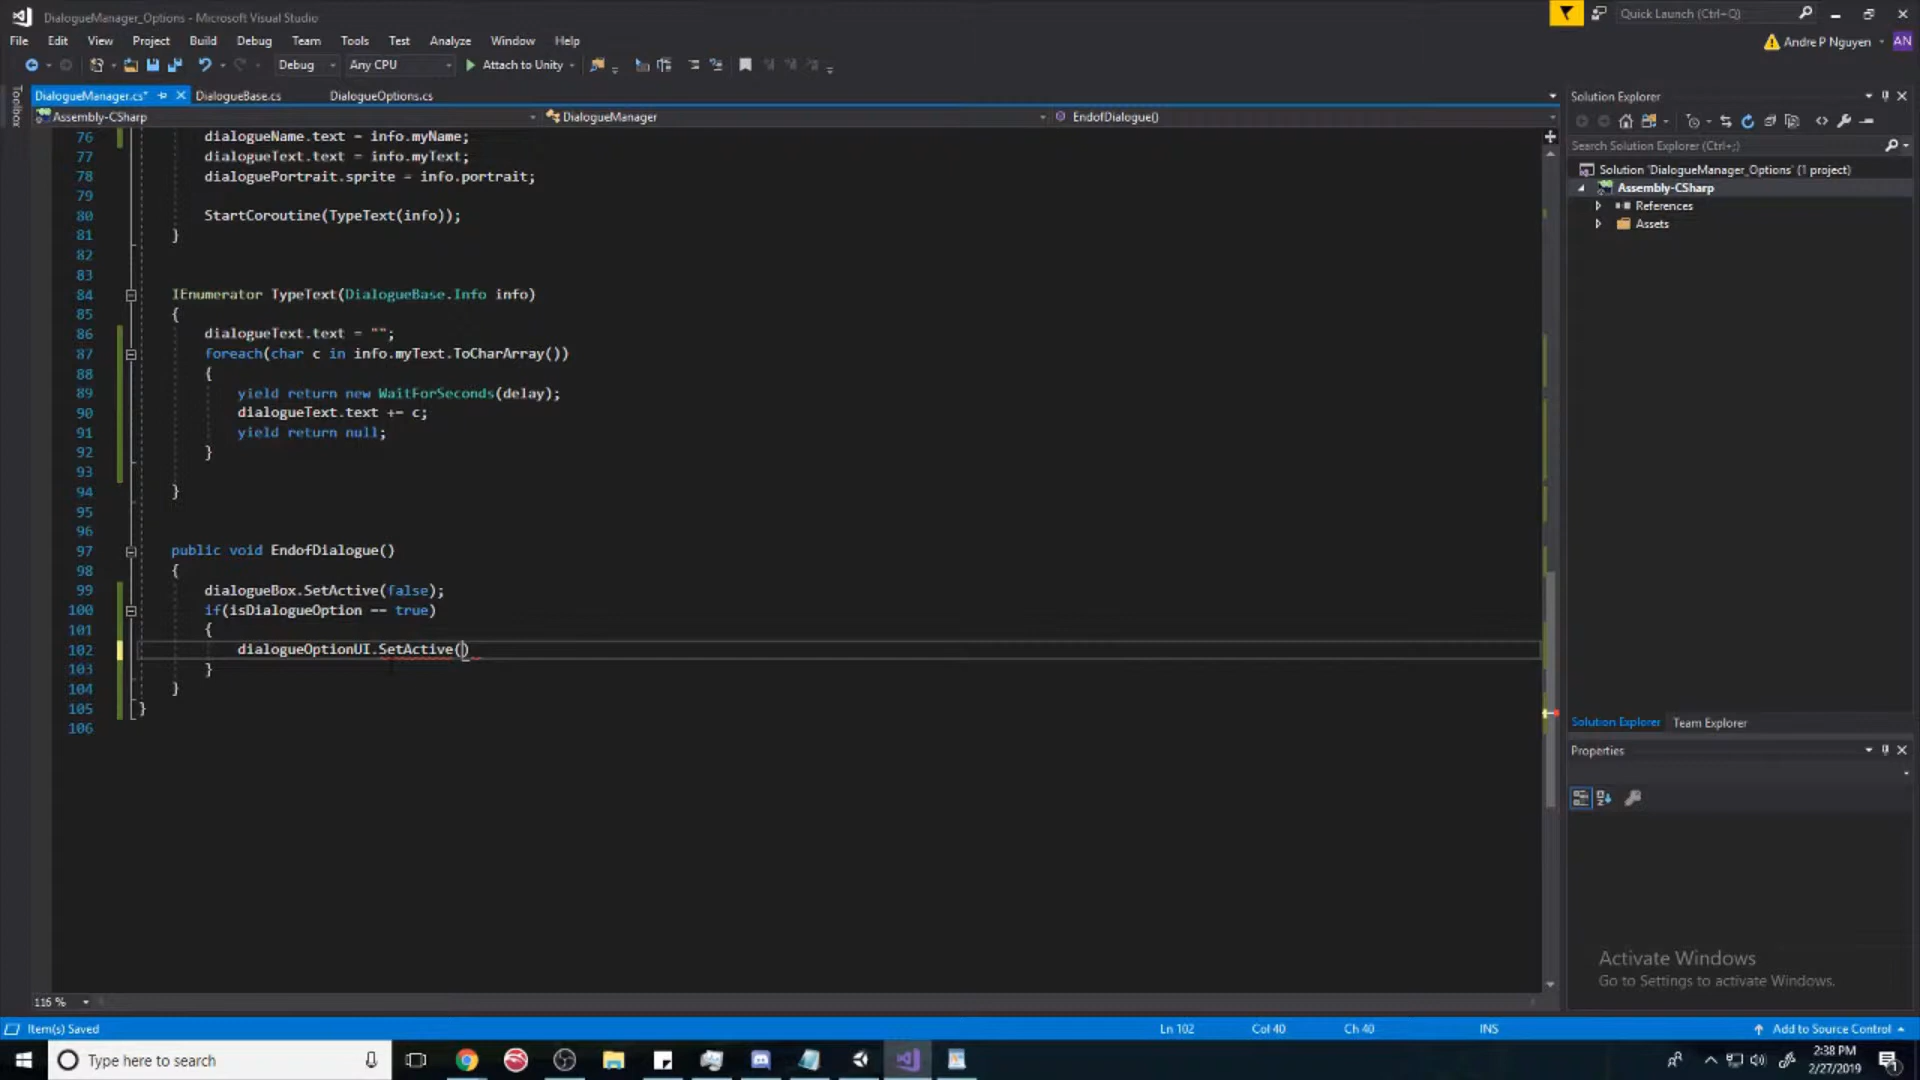 DialogueManager_Options - Microsoft Visual Studio
Quick Launch (Ctrl+Q)
File Edit View Project Build Debug Team Tools Test Analyze Window Help
Andre P Nguyen AN
Debug Any CPU Attach to Unity
Toolbox
DialogueManager.cs* DialogueBase.cs DialogueOptions.cs
Solution Explorer
Assembly-CSharp DialogueManager EndofDialogue()
Search Solution Explorer (Ctrl+;)
Solution 'DialogueManager_Options' (1 project)
Assembly-CSharp
References
Assets
76 dialogueName.text = info.myName;
77 dialogueText.text = info.myText;
78 dialoguePortrait.sprite = info.portrait;
79
80 StartCoroutine(TypeText(info));
81 }
82
83
84 IEnumerator TypeText(DialogueBase.Info info)
85 {
86 dialogueText.text = "";
87 foreach(char c in info.myText.ToCharArray())
88 {
89 yield return new WaitForSeconds(delay);
90 dialogueText.text += c;
91 yield return null;
92 }
93
94 }
95
96
97 public void EndofDialogue()
98 {
99 dialogueBox.SetActive(false);
100 if(isDialogueOption == true)
101 {
102 dialogueOptionUI.SetActive()
103 }
104 }
105 }
106
Solution Explorer Team Explorer
Properties
Activate Windows
Go to Settings to activate Windows.
116 %
Item(s) Saved Ln 102 Col 40 Ch 40 INS Add to Source Control
Type here to search
2:38 PM
2/27/2019